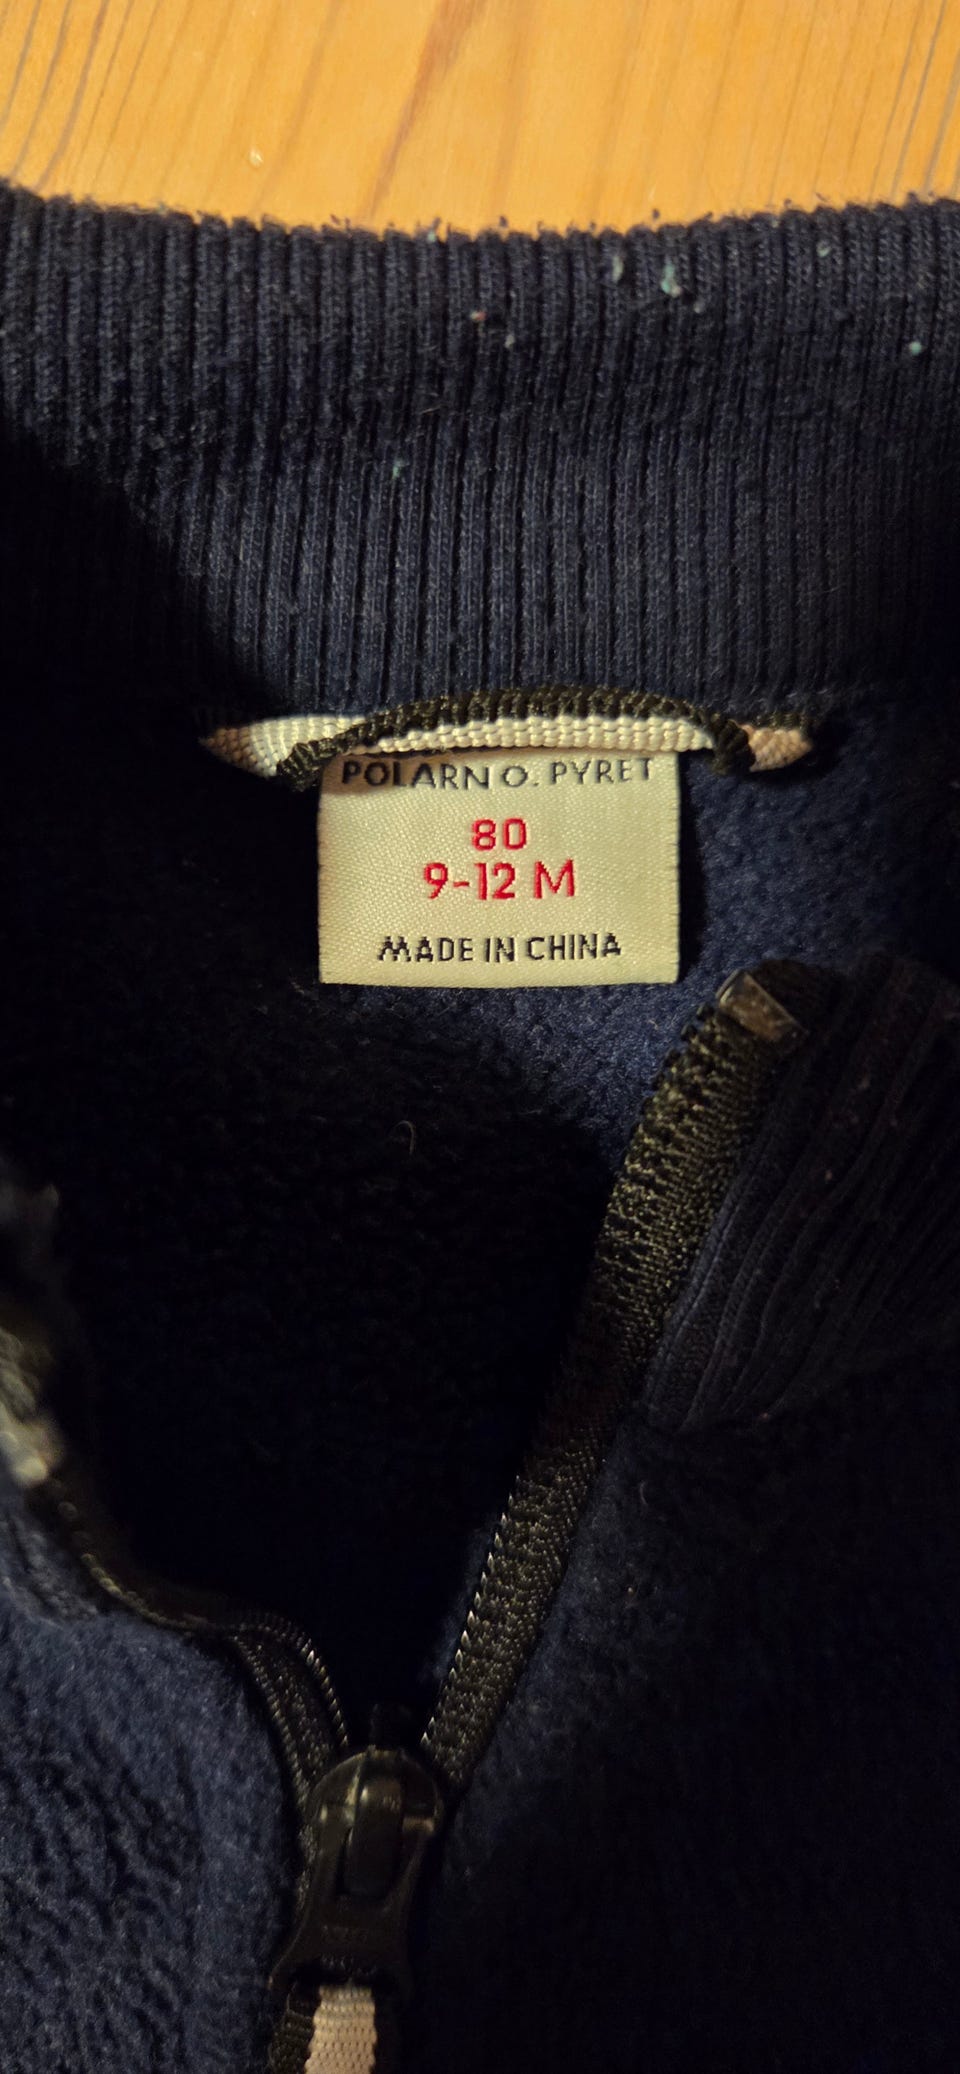 POLARN O. PYRET
80
9-12 M
MADE IN CHINA